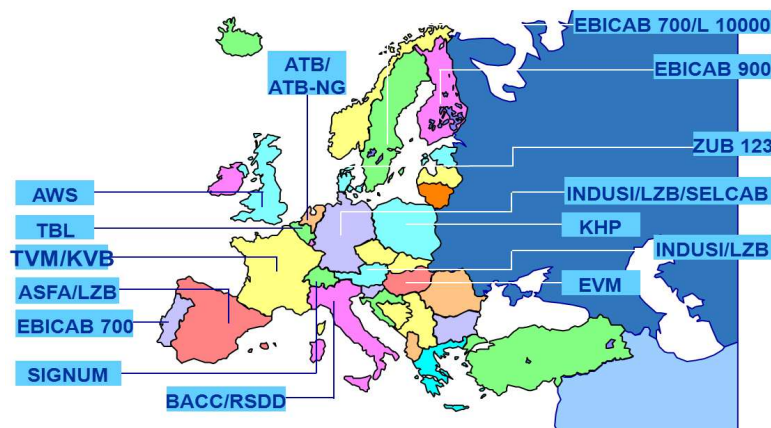 EBICAB 700/L 10000
ATB/
ATB-NG
EBICAB 900
ZUB 123
AWS
INDUSI/LZB/SELCAB
TBL
KHP
TVM/KVB
INDUSI/LZB
ASFA/LZB
EVM
EBICAB 700
SIGNUM
BACC/RSDD